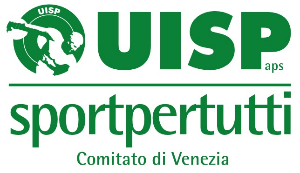 UISP
UISP
aps
sportpertutti
Comitato di Venezia